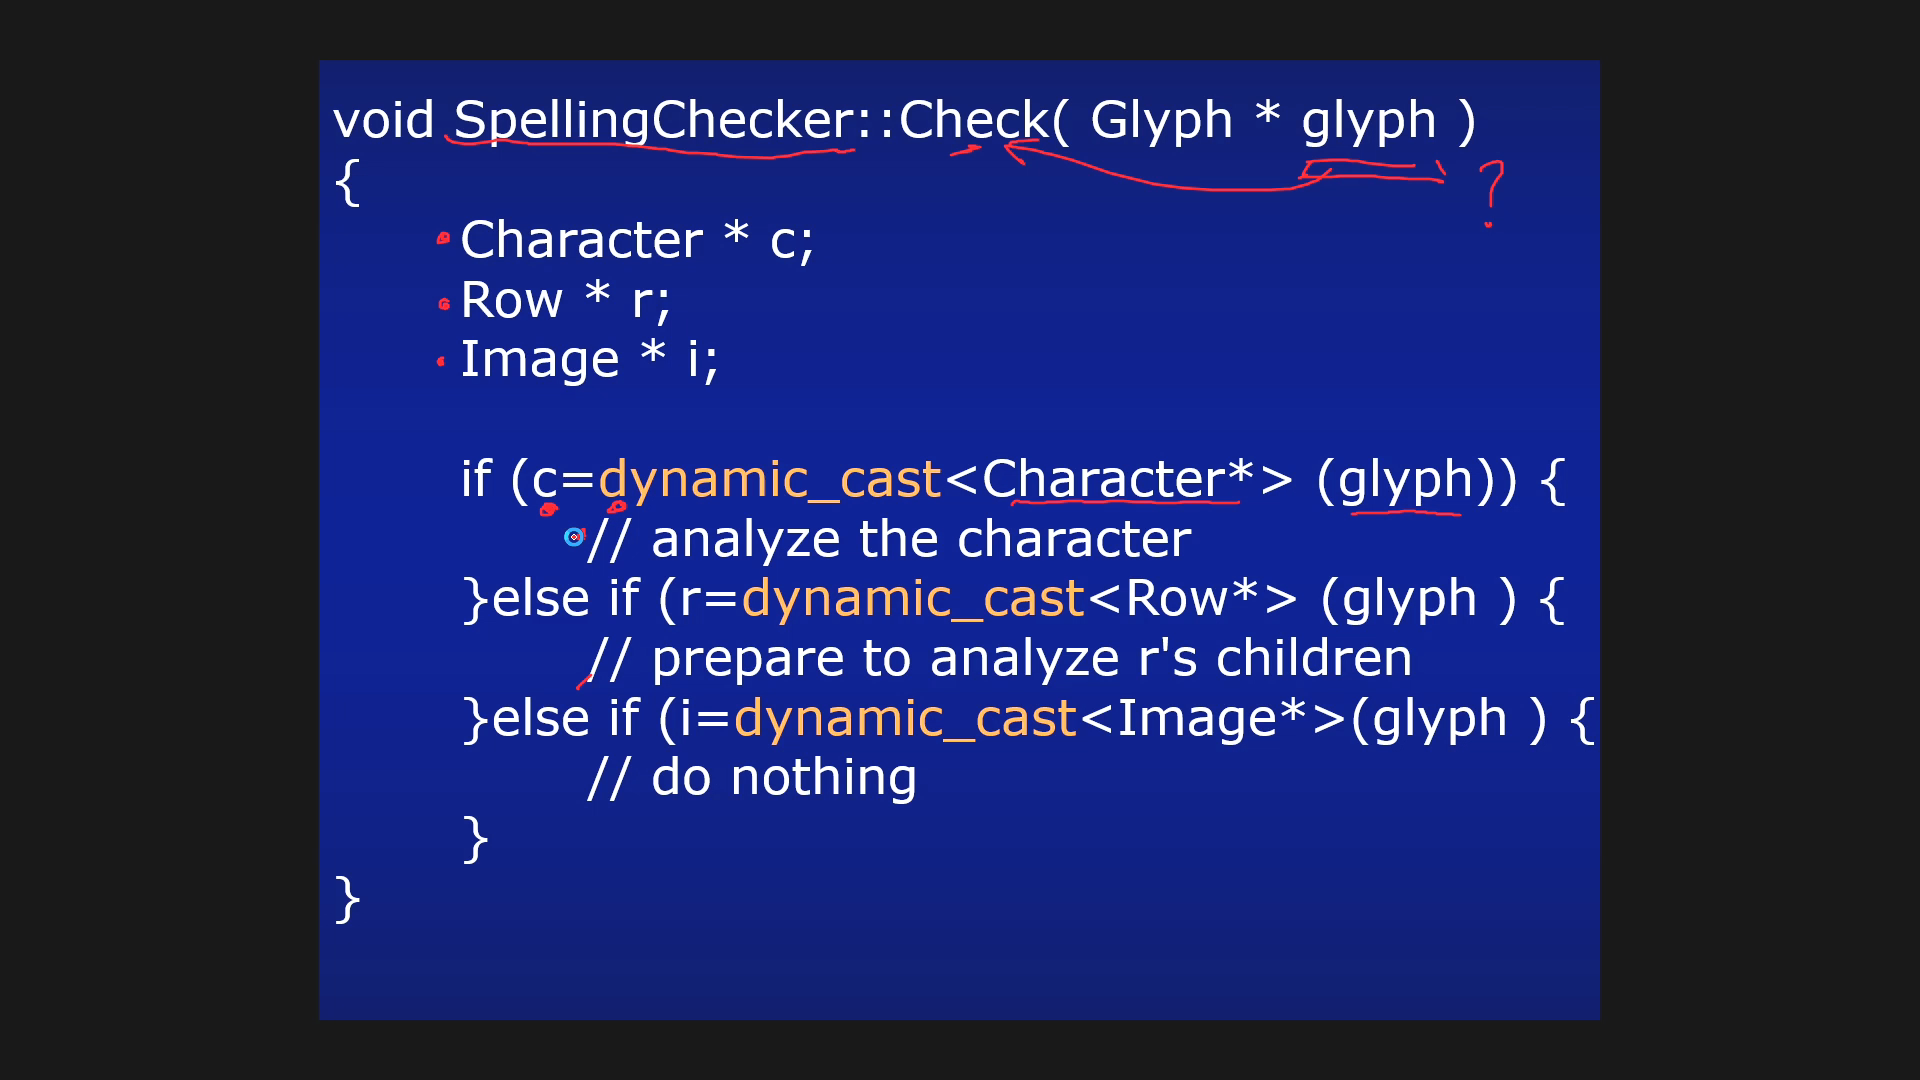 void SpellingChecker::Check( Glyph * glyph )
{
?
Character * c;
Row * r;
Image * i;
if (c=dynamic_cast<Character*> (glyph)) {
// analyze the character
}else if (r=dynamic_cast<Row*> (glyph ) {
// prepare to analyze r's children
}else if (i=dynamic_cast<Image*>(glyph ) {
// do nothing
}
}